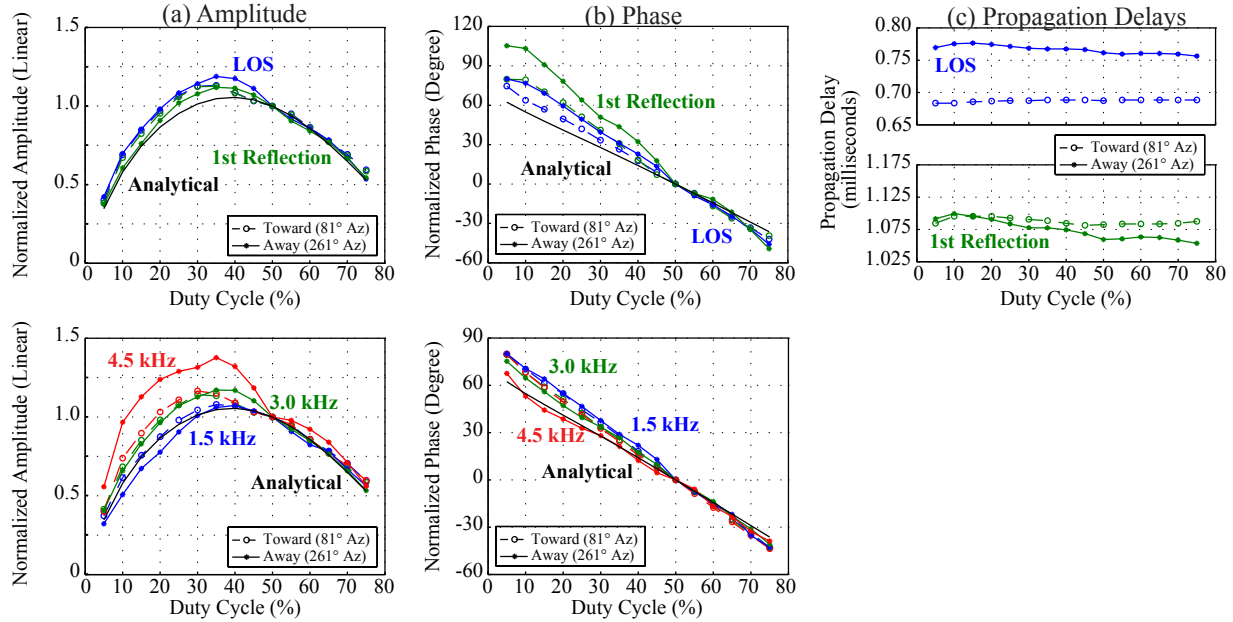 (a) Amplitude
Normalized Amplitude (Linear)
1.5
1.0
0.5
0
LOS
1st Reflection
Analytical
Toward (81° Az)
Away (261° Az)
0 10 20 30 40 50 60 70 80
Duty Cycle (%)
(b) Phase
Normalized Phase (Degree)
120
90
60
30
0
-30
-60
1st Reflection
Analytical
LOS
Toward (81° Az)
Away (261° Az)
0 10 20 30 40 50 60 70 80
Duty Cycle (%)
(c) Propagation Delays
Propagation Delay
(milliseconds)
0.75
0.70
0.65
LOS
Toward (81° Az)
Away (261° Az)
1.175
1.125
1.075
1.025
1st Reflection
0 10 20 30 40 50 60 70 80
Duty Cycle (%)
Normalized Amplitude (Linear)
1.5
1.0
0.5
0
4.5 kHz
3.0 kHz
1.5 kHz
Analytical
Toward (81° Az)
Away (261° Az)
0 10 20 30 40 50 60 70 80
Duty Cycle (%)
Normalized Phase (Degree)
90
60
30
0
-30
-60
3.0 kHz
1.5 kHz
4.5 kHz
Analytical
Toward (81° Az)
Away (261° Az)
0 10 20 30 40 50 60 70 80
Duty Cycle (%)